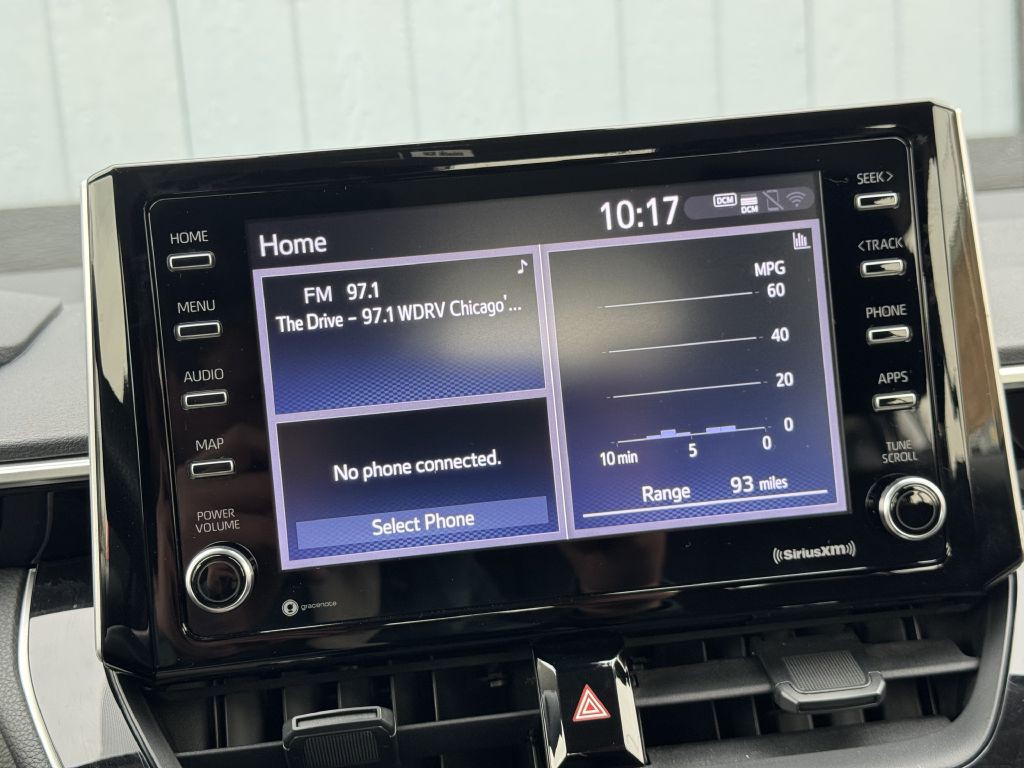 HOME
MENU
AUDIO
MAP
POWER
VOLUME
Home
10:17
DCM
DCM
FM 97.1
The Drive - 97.1 WDRV Chicago' ...
No phone connected.
Select Phone
MPG
60
40
20
0
10 min
5
0
Range 93 miles
SEEK >
< TRACK
PHONE
APPS
TUNE
SCROLL
gracenote
((SiriusXM))